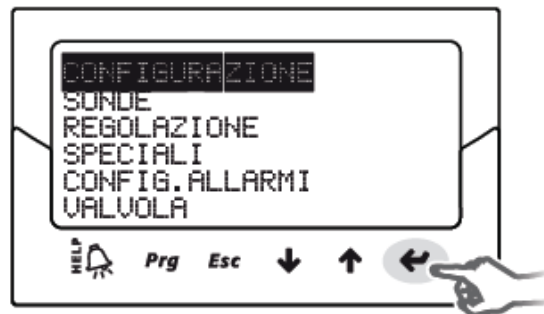 CONFIGURAZIONE
SONDE
REGOLAZIONE
SPECIALI
CONFIG.ALLARMI
VALVOLA
HELP Prg Esc